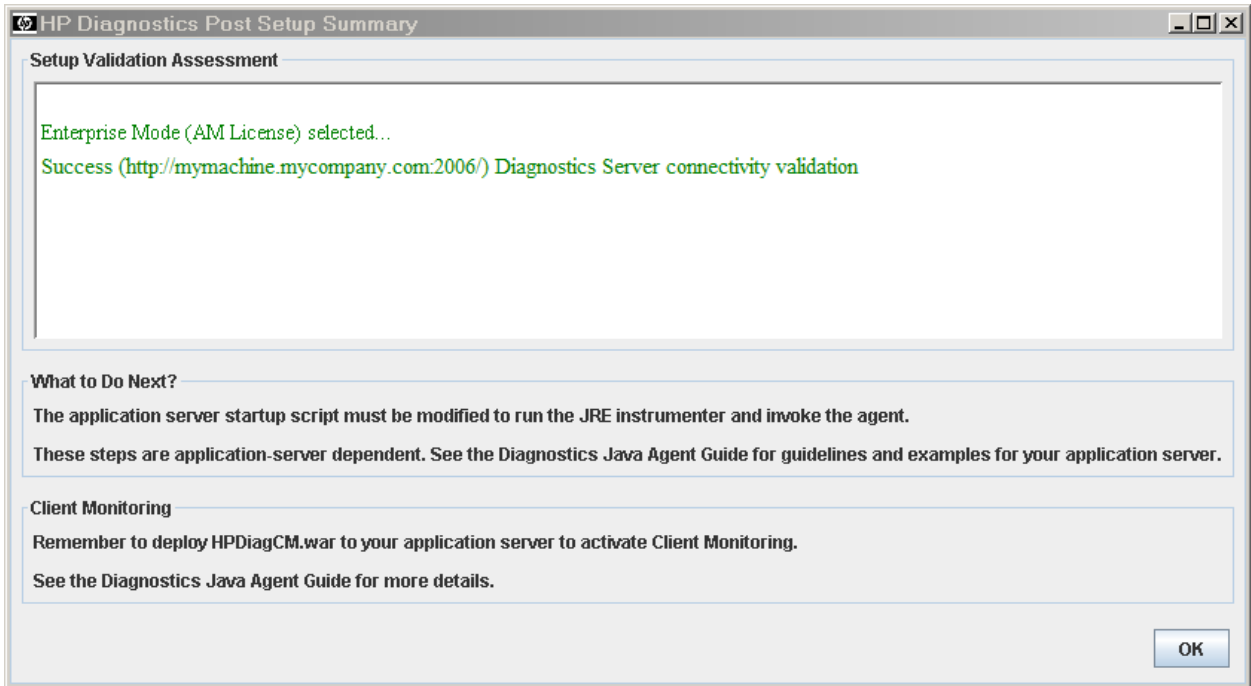 HP Diagnostics Post Setup Summary
Setup Validation Assessment
Enterprise Mode (AM License) selected...
Success (http://mymachine.mycompany.com:2006/) Diagnostics Server connectivity validation
What to Do Next?
The application server startup script must be modified to run the JRE instrumenter and invoke the agent.
These steps are application-server dependent. See the Diagnostics Java Agent Guide for guidelines and examples for your application server.
Client Monitoring
Remember to deploy HPDiagCM.war to your application server to activate Client Monitoring.
See the Diagnostics Java Agent Guide for more details.
OK